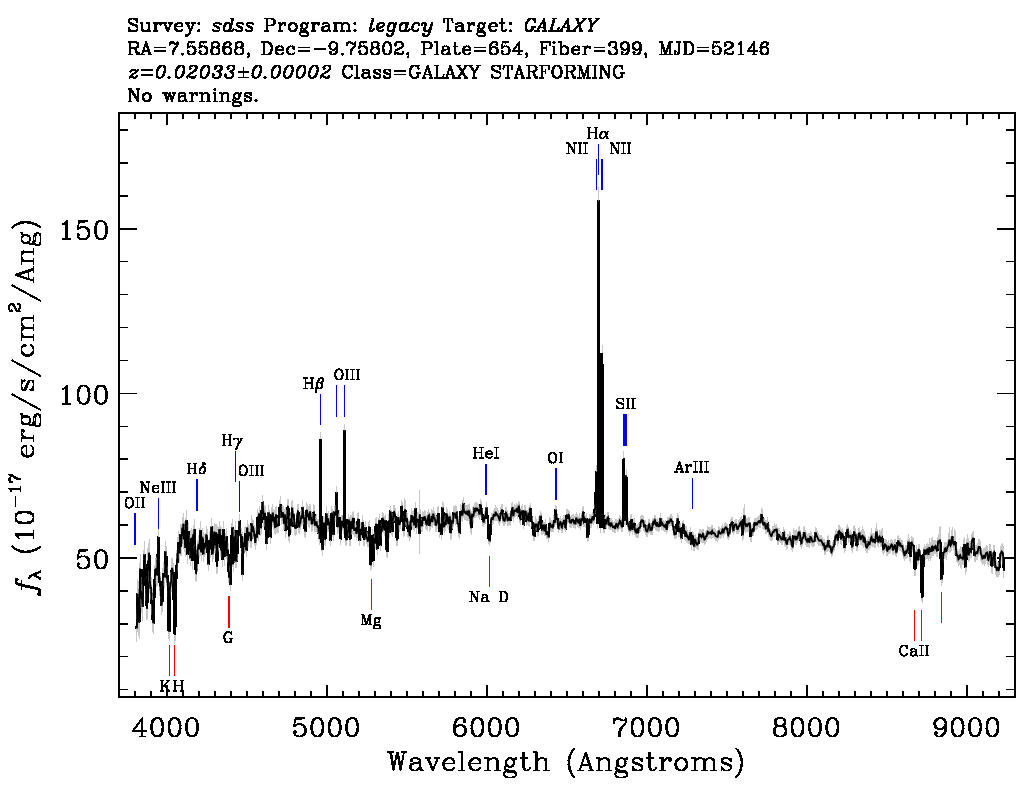 Survey: sdss Program: legacy Target: GALAXY
RA=7.55868, Dec=−9.75802, Plate=654, Fiber=399, MJD=52146
z=0.02033±0.00002 Class=GALAXY STARFORMING
No warnings.
Hα
NII NII
150
Hβ OIII
100
SII
Hγ
HeI
OI
Hδ OIII
ArIII
NeIII
OII
50
Na D
Mg
G
CaII
K H
4000 5000 6000 7000 8000 9000
Wavelength (Angstroms)
f_λ (10^−17 erg/s/cm^2/Ang)